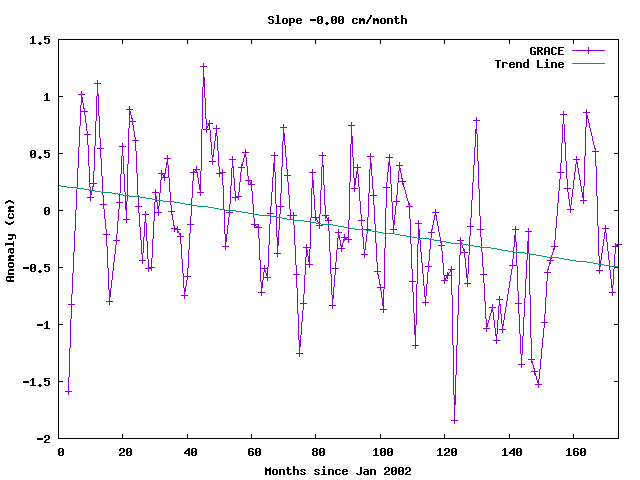 Slope -0.00 cm/month
GRACE
Trend Line
Anomaly (cm)
1.5
1
0.5
0
-0.5
-1
-1.5
-2
0 20 40 60 80 100 120 140 160
Months since Jan 2002